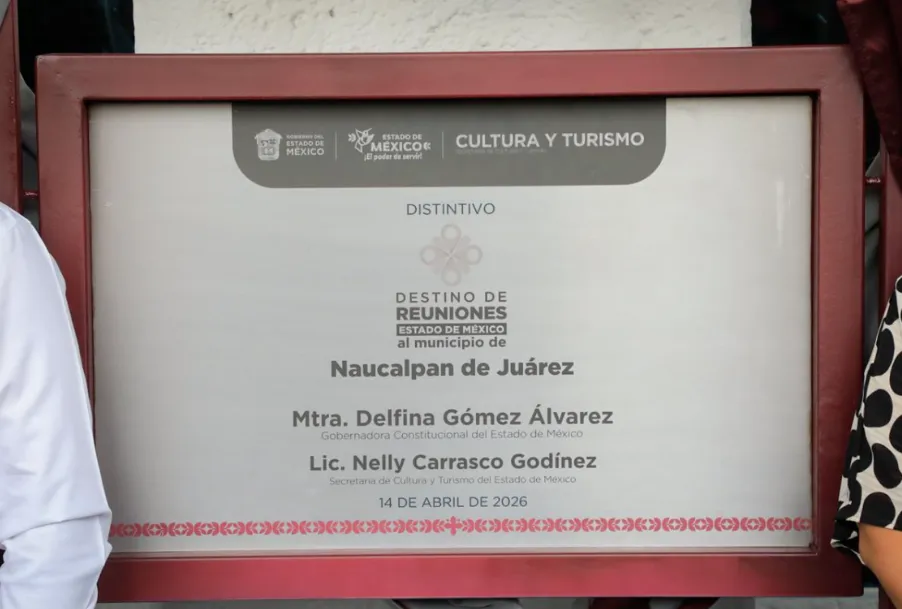 GOBIERNO DEL
ESTADO DE
MÉXICO
ESTADO DE
MÉXICO
¡El poder de servir!
CULTURA Y TURISMO
DISTINTIVO
DESTINO DE
REUNIONES
ESTADO DE MÉXICO
al municipio de
Naucalpan de Juárez
Mtra. Delfina Gómez Álvarez
Gobernadora Constitucional del Estado de México
Lic. Nelly Carrasco Godínez
Secretaria de Cultura y Turismo del Estado de México
14 DE ABRIL DE 2026